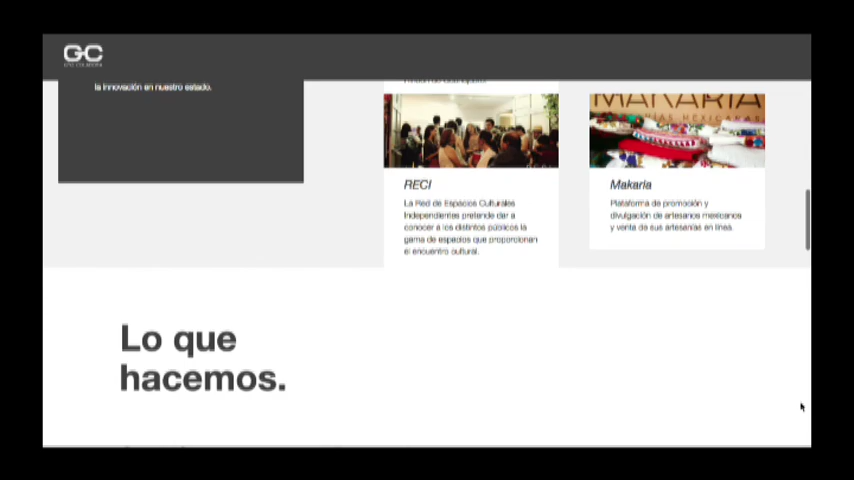 GC
la innovación en nuestro estado.
MAKARIA
RECI
La Red de Espacios Culturales
Independientes pretende dar a
conocer a los distintos públicos la
gama de espacios que proporcionan
el encuentro cultural.
Makaria
Plataforma de promoción y
divulgación de artesanos mexicanos
y venta de sus artesanías en línea.
Lo que
hacemos.